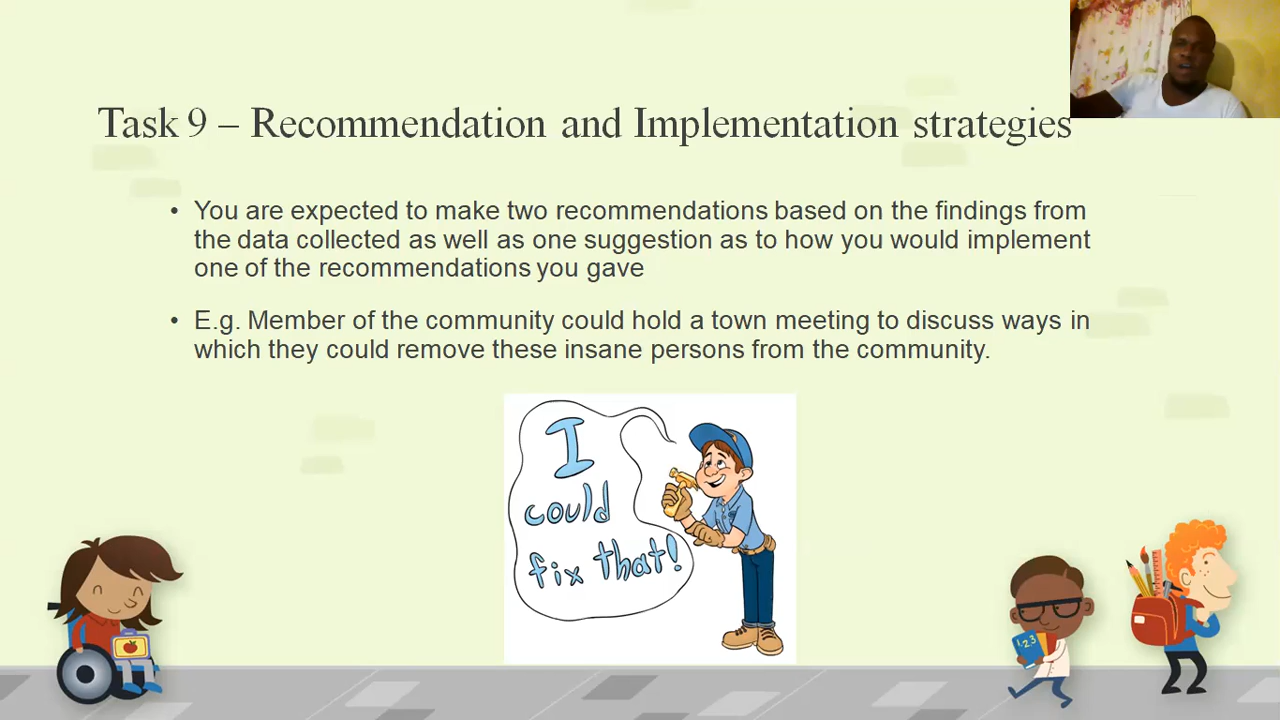 Task 9 – Recommendation and Implementation strategies
• You are expected to make two recommendations based on the findings from
the data collected as well as one suggestion as to how you would implement
one of the recommendations you gave
• E.g. Member of the community could hold a town meeting to discuss ways in
which they could remove these insane persons from the community.
I
could
fix that!
123